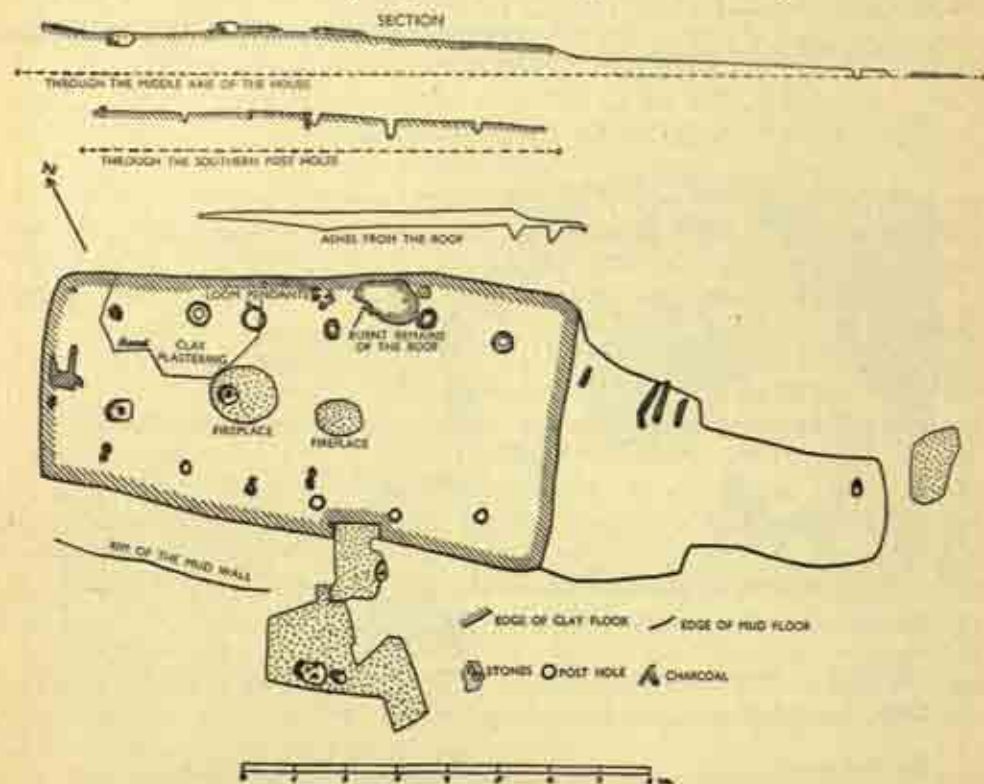 SECTION
THROUGH THE MIDDLE AXE OF THE HOUSE
THROUGH THE SOUTHERN POST HOLES
N
ASHES FROM THE ROOF
LOOM PENDANTS
BURNT REMAINS
OF THE ROOF
CLAY
PLASTERING
FIREPLACE
FIREPLACE
RIM OF THE MUD WALL
EDGE OF CLAY FLOOR
EDGE OF MUD FLOOR
STONES
POST HOLE
CHARCOAL